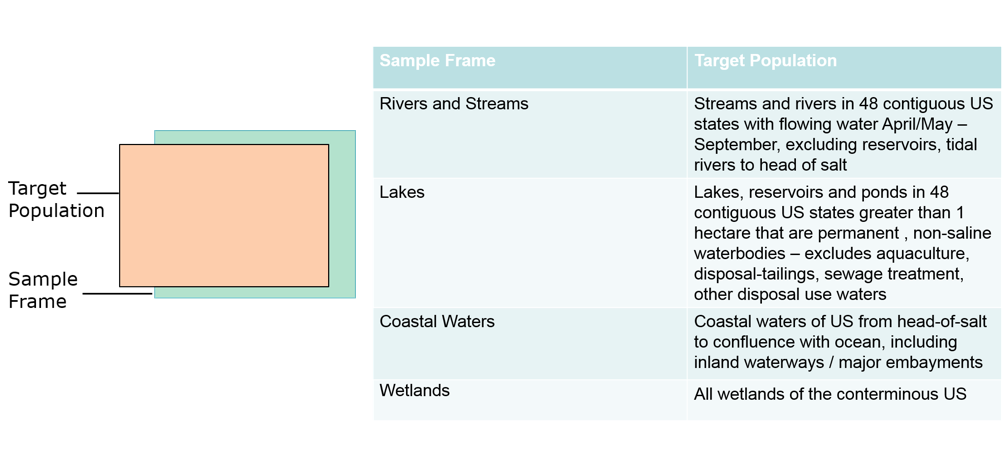 Target
Population
Sample
Frame
Sample Frame
Target Population
Rivers and Streams
Streams and rivers in 48 contiguous US
states with flowing water April/May –
September, excluding reservoirs, tidal
rivers to head of salt
Lakes
Lakes, reservoirs and ponds in 48
contiguous US states greater than 1
hectare that are permanent , non-saline
waterbodies – excludes aquaculture,
disposal-tailings, sewage treatment,
other disposal use waters
Coastal Waters
Coastal waters of US from head-of-salt
to confluence with ocean, including
inland waterways / major embayments
Wetlands
All wetlands of the conterminous US